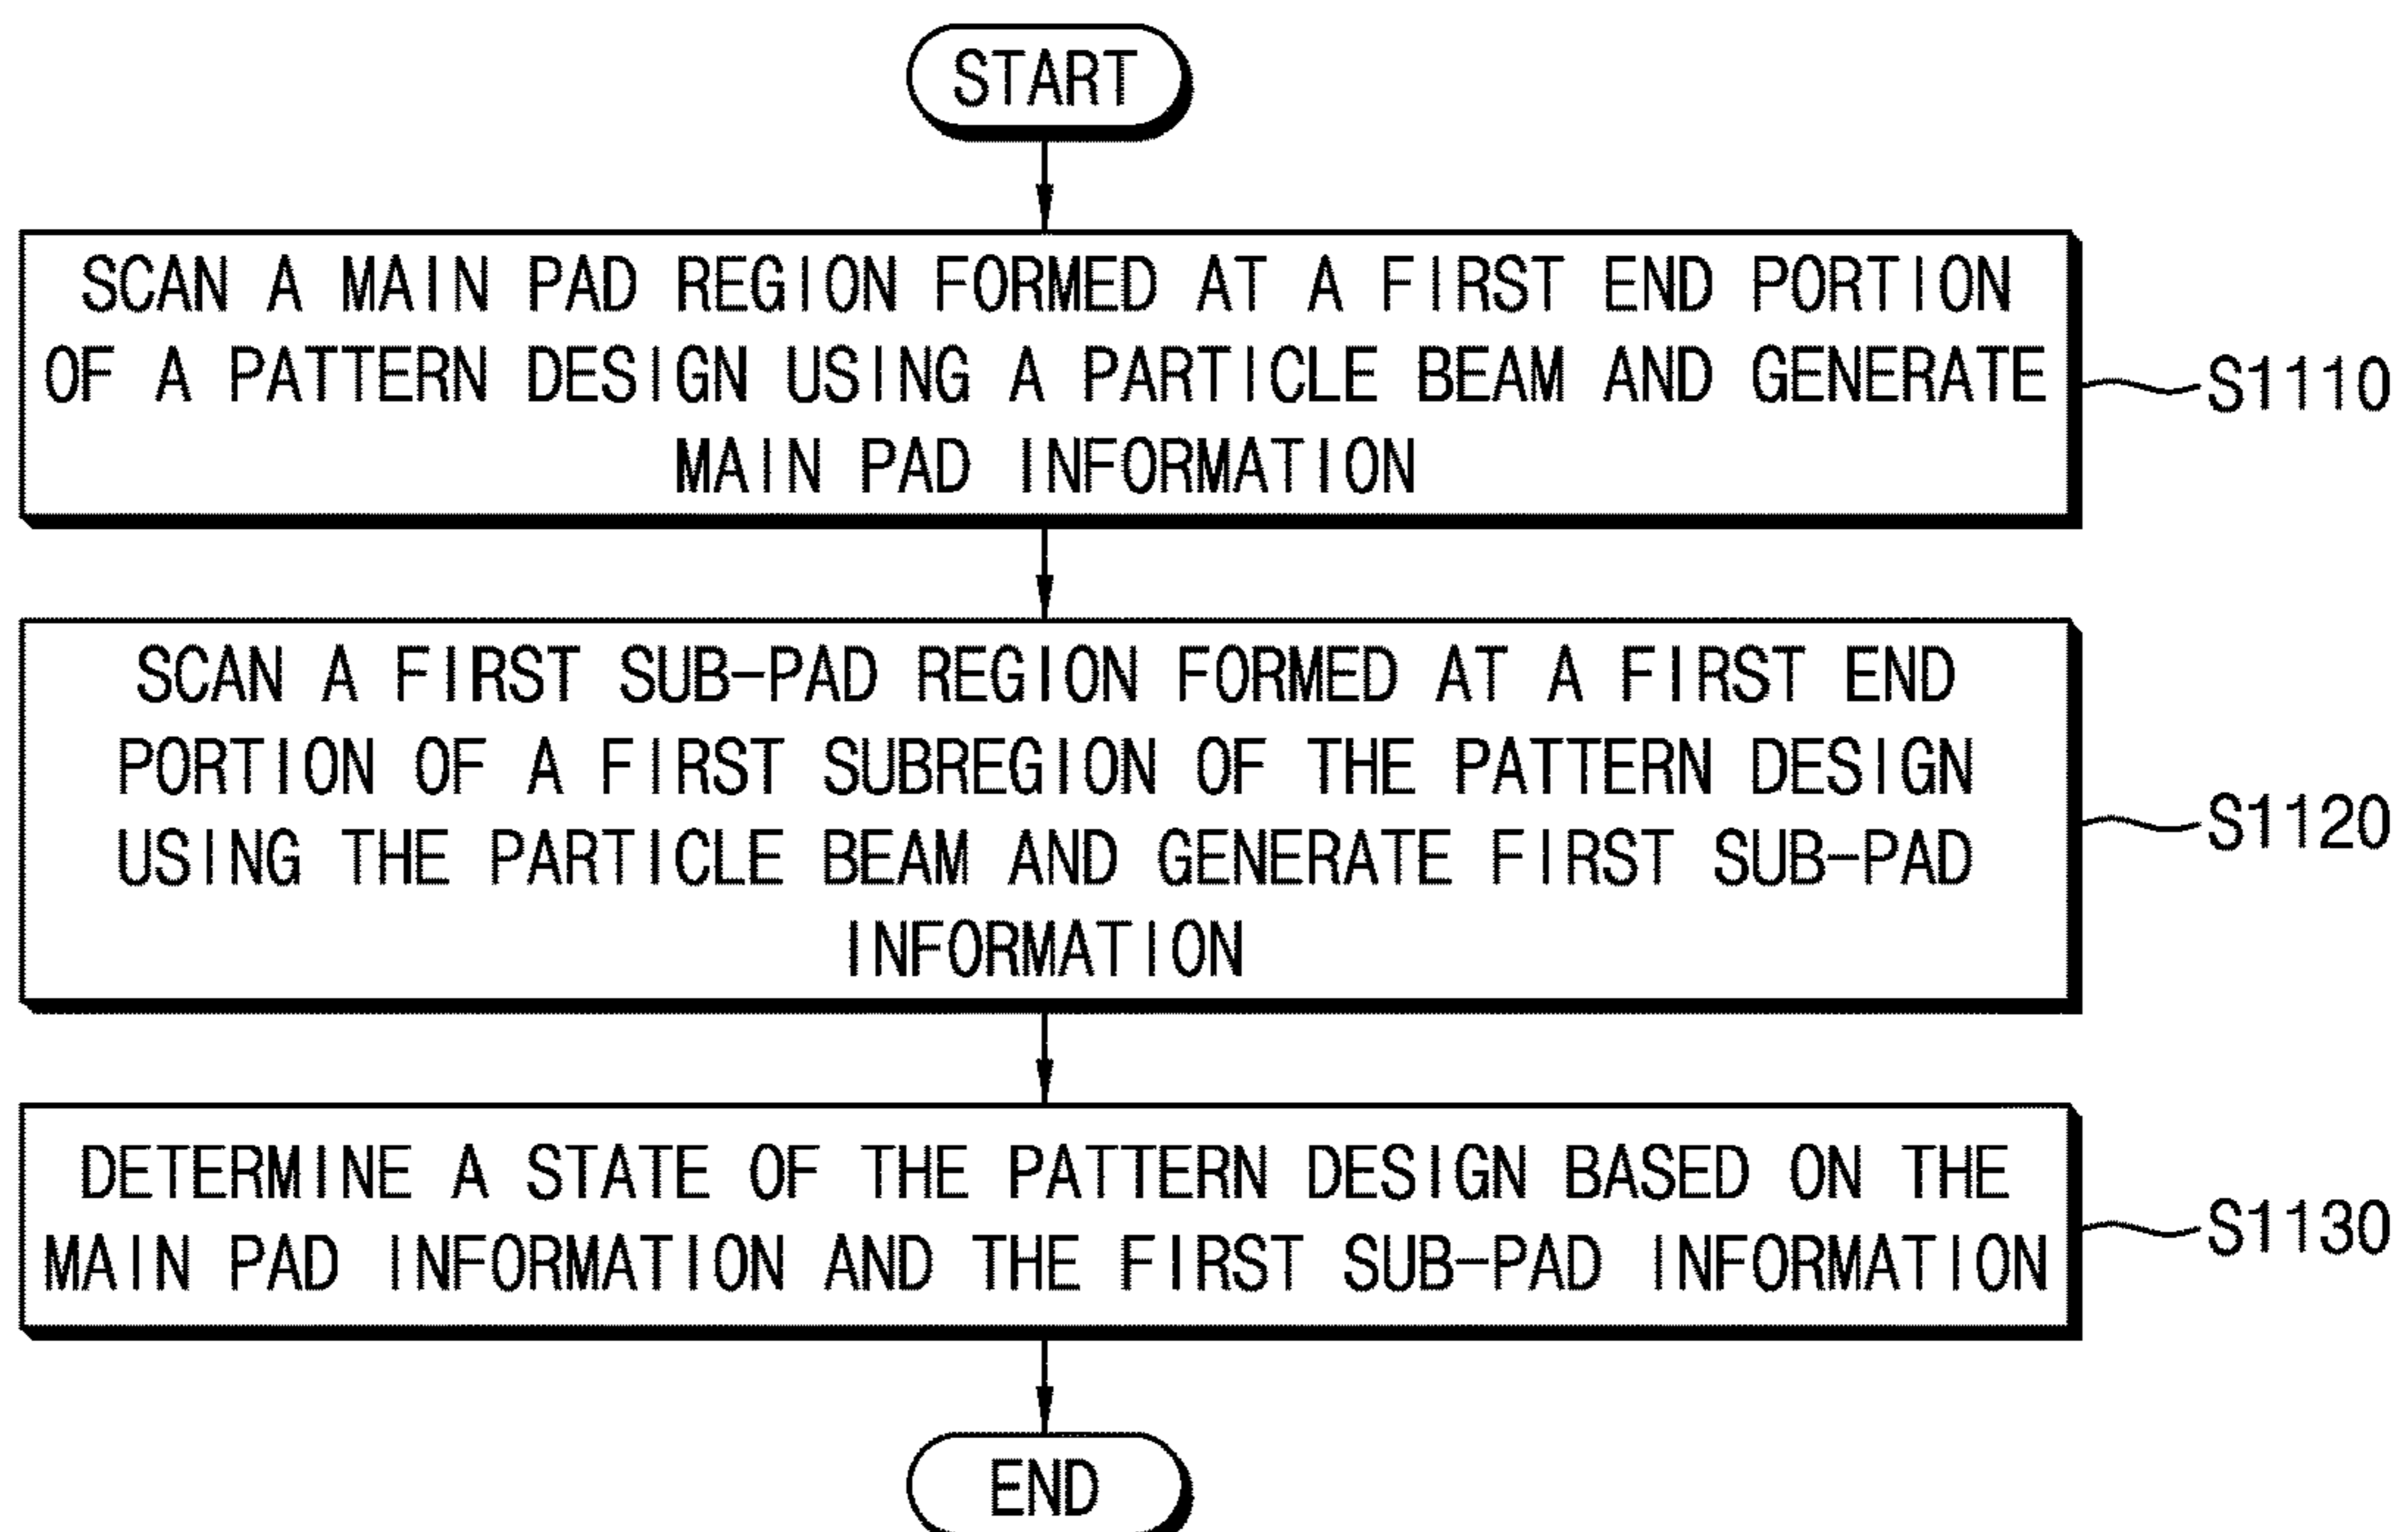 START
SCAN A MAIN PAD REGION FORMED AT A FIRST END PORTION
OF A PATTERN DESIGN USING A PARTICLE BEAM AND GENERATE
MAIN PAD INFORMATION
S1110
SCAN A FIRST SUB-PAD REGION FORMED AT A FIRST END
PORTION OF A FIRST SUBREGION OF THE PATTERN DESIGN
USING THE PARTICLE BEAM AND GENERATE FIRST SUB-PAD
INFORMATION
S1120
DETERMINE A STATE OF THE PATTERN DESIGN BASED ON THE
MAIN PAD INFORMATION AND THE FIRST SUB-PAD INFORMATION
S1130
END